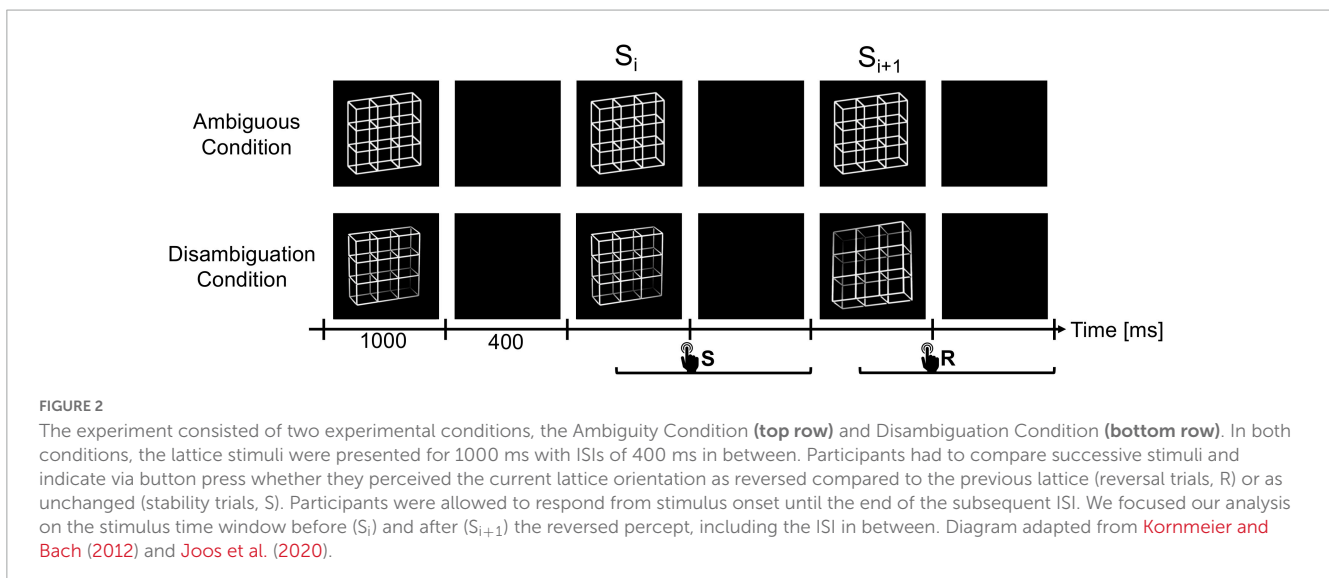 Si Si+1
Ambiguous
Condition
Disambiguation
Condition
1000 400 Time [ms]
S R
FIGURE 2
The experiment consisted of two experimental conditions, the Ambiguity Condition (top row) and Disambiguation Condition (bottom row). In both
conditions, the lattice stimuli were presented for 1000 ms with ISIs of 400 ms in between. Participants had to compare successive stimuli and
indicate via button press whether they perceived the current lattice orientation as reversed compared to the previous lattice (reversal trials, R) or as
unchanged (stability trials, S). Participants were allowed to respond from stimulus onset until the end of the subsequent ISI. We focused our analysis
on the stimulus time window before (Si) and after (Si+1) the reversed percept, including the ISI in between. Diagram adapted from Kornmeier and
Bach (2012) and Joos et al. (2020).